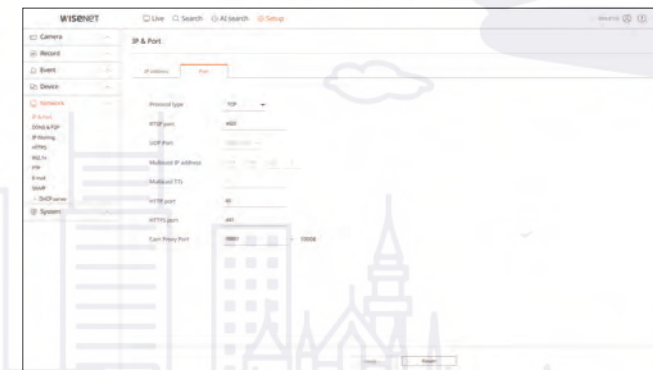 WISENET
Live Search AI search Setup
Camera
Record
Event
Device
Network
IP & Port
DDNS & P2P
IP filtering
HTTPS
802.1x
FTP
E-mail
SNMP
DHCP server
System
IP & Port
IP address Port
Protocol type TCP
RTSP port
UDP Port
Multicast IP address
Multicast TTL
HTTP port 80
HTTPS port 443
Cam Proxy Port 10001 - 10008